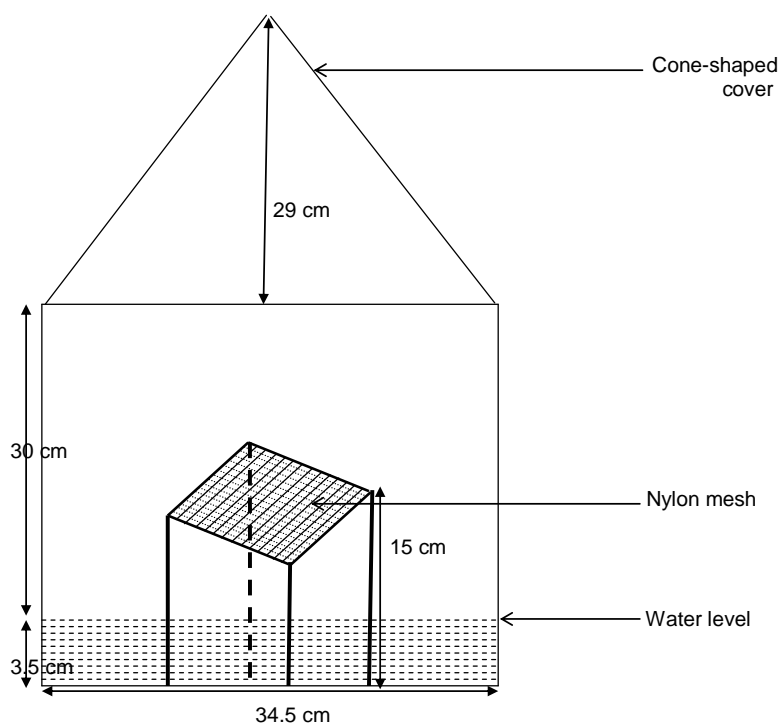 Cone-shaped
cover
29 cm
30 cm
Nylon mesh
15 cm
Water level
3.5 cm
34.5 cm